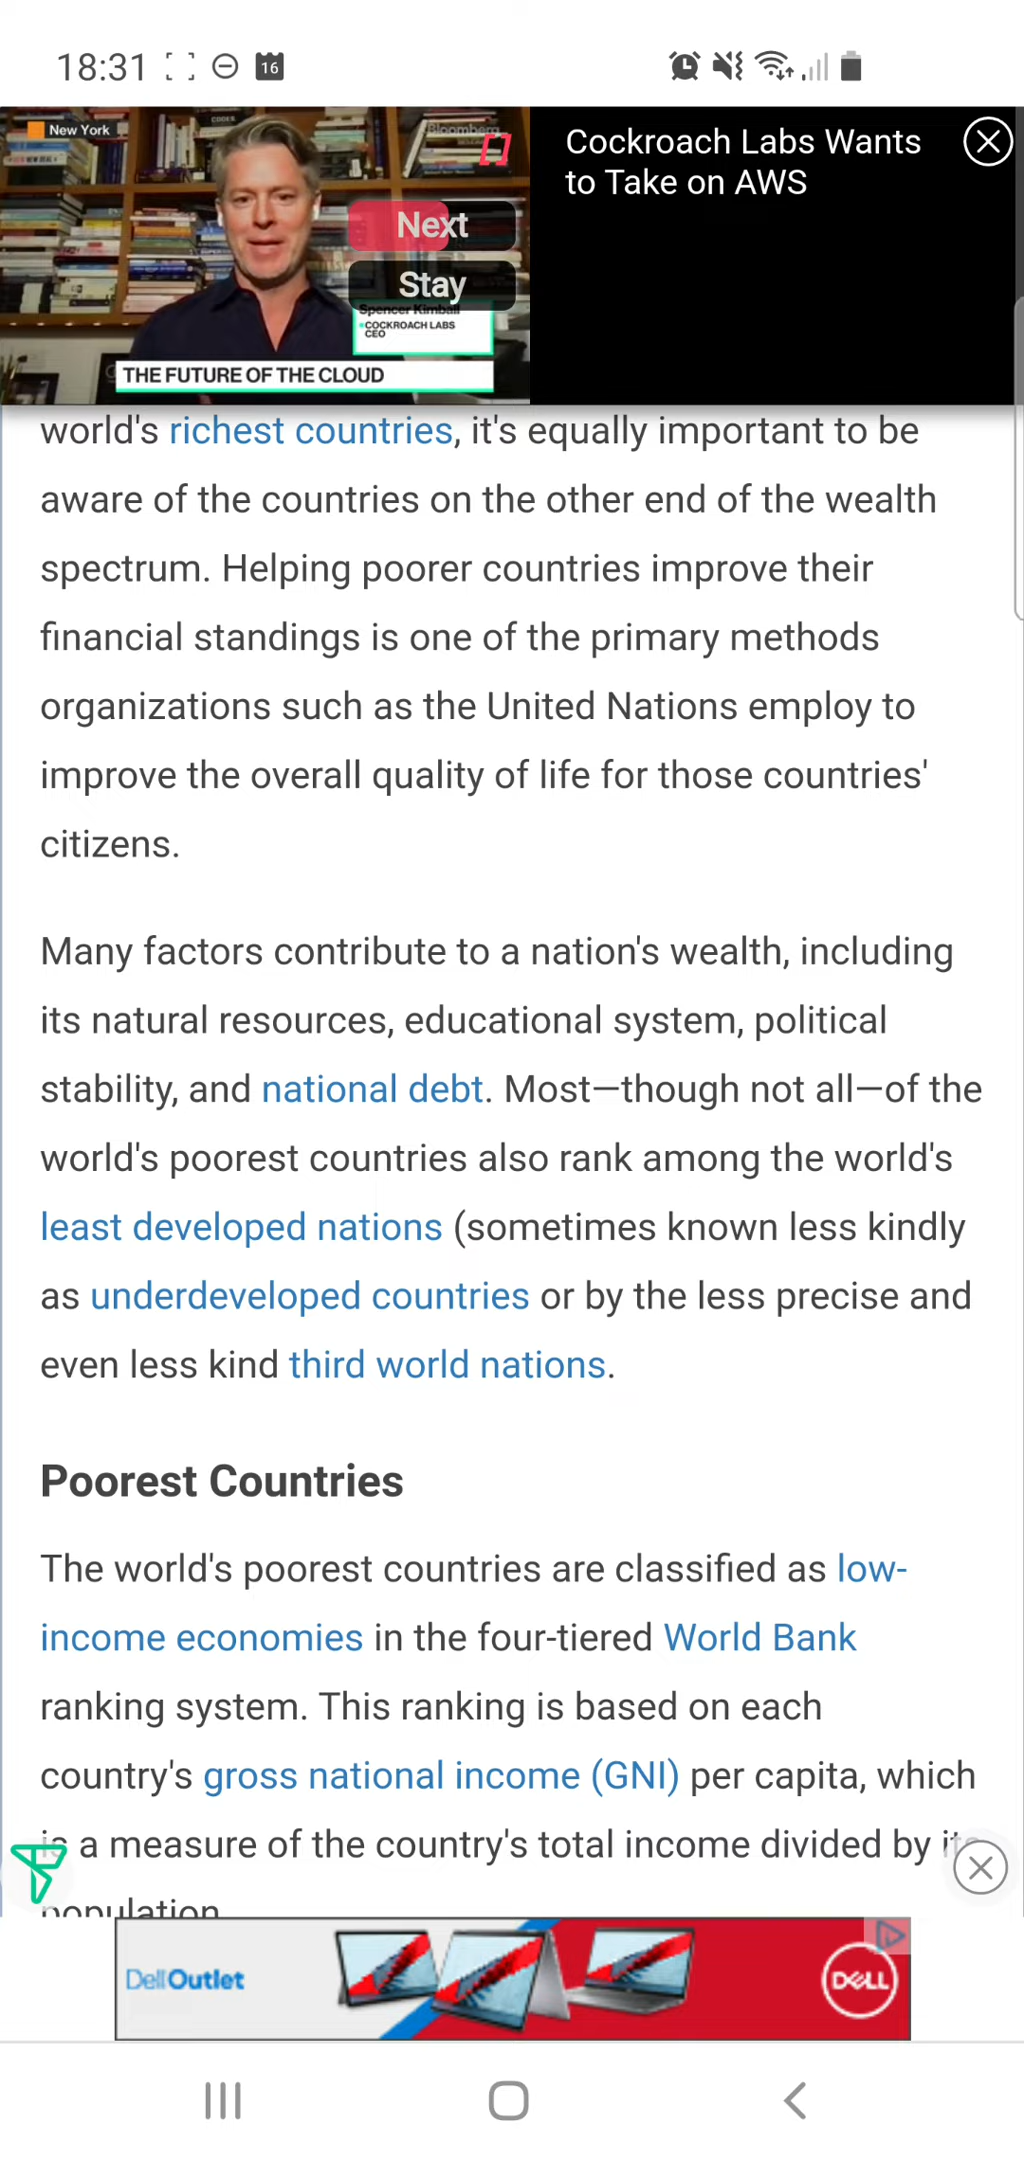 18:31
16
New York
CODEX
Bloomberg
Next
Stay
Spencer Kimball
COCKROACH LABS
CEO
THE FUTURE OF THE CLOUD
Cockroach Labs Wants
to Take on AWS
world's richest countries, it's equally important to be
aware of the countries on the other end of the wealth
spectrum. Helping poorer countries improve their
financial standings is one of the primary methods
organizations such as the United Nations employ to
improve the overall quality of life for those countries'
citizens.
Many factors contribute to a nation's wealth, including
its natural resources, educational system, political
stability, and national debt. Most—though not all—of the
world's poorest countries also rank among the world's
least developed nations (sometimes known less kindly
as underdeveloped countries or by the less precise and
even less kind third world nations.
Poorest Countries
The world's poorest countries are classified as low-
income economies in the four-tiered World Bank
ranking system. This ranking is based on each
country's gross national income (GNI) per capita, which
is a measure of the country's total income divided by its
population
Dell Outlet
DELL